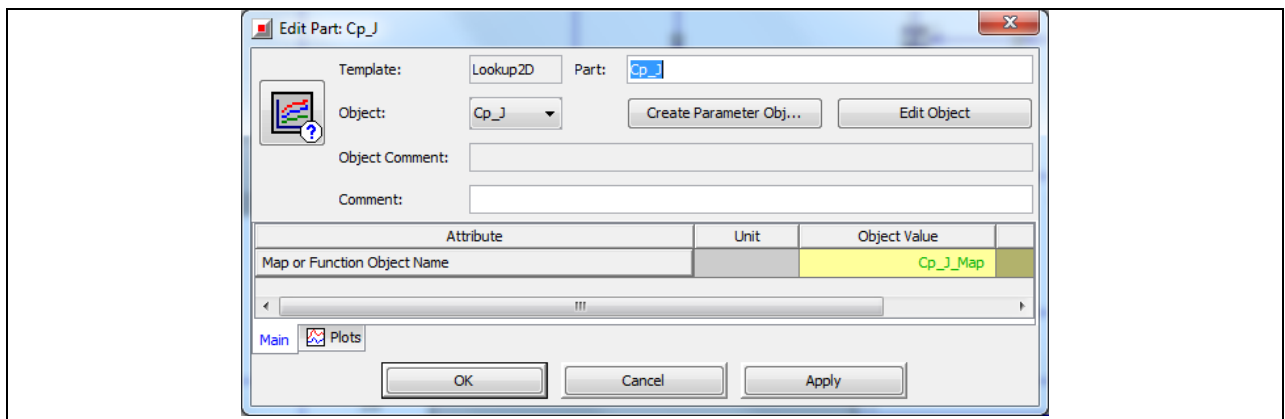 Edit Part: Cp_J
Template: Lookup2D Part: Cp_J
Object: Cp_J Create Parameter Obj... Edit Object
Object Comment:
Comment:
Attribute Unit Object Value
Map or Function Object Name Cp_J_Map
Main Plots
OK Cancel Apply